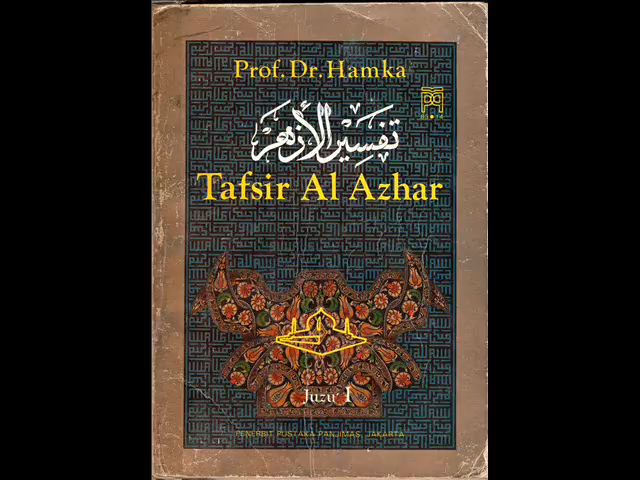 Prof. Dr. Hamka
تفسير الأزهر
Tafsir Al Azhar
Juzu' 1
PENERBIT PUSTAKA PANJIMAS, JAKARTA